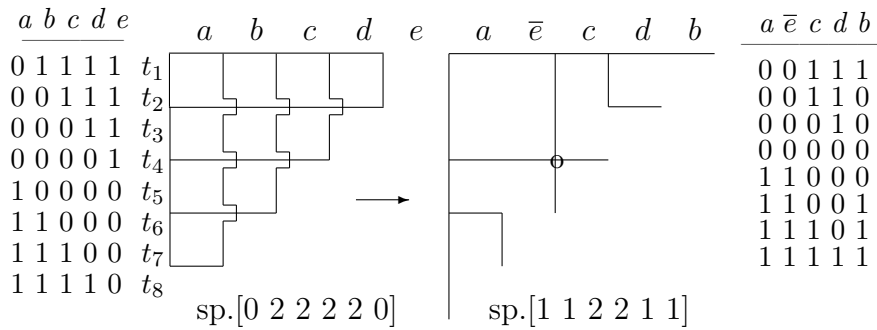 a b c d e
0 1 1 1 1 t₁
0 0 1 1 1 t₂
0 0 0 1 1 t₃
0 0 0 0 1 t₄
1 0 0 0 0 t₅
1 1 0 0 0 t₆
1 1 1 0 0 t₇
1 1 1 1 0 t₈
a b c d e
sp.[0 2 2 2 2 0]
a e̅ c d b
o
sp.[1 1 2 2 1 1]
a e̅ c d b
0 0 1 1 1
0 0 1 1 0
0 0 0 1 0
0 0 0 0 0
1 1 0 0 0
1 1 0 0 1
1 1 1 0 1
1 1 1 1 1